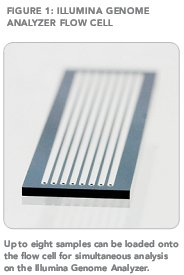 FIGURE 1: ILLUMINA GENOME
ANALYZER FLOW CELL
Up to eight samples can be loaded onto
the flow cell for simultaneous analysis
on the Illumina Genome Analyzer.